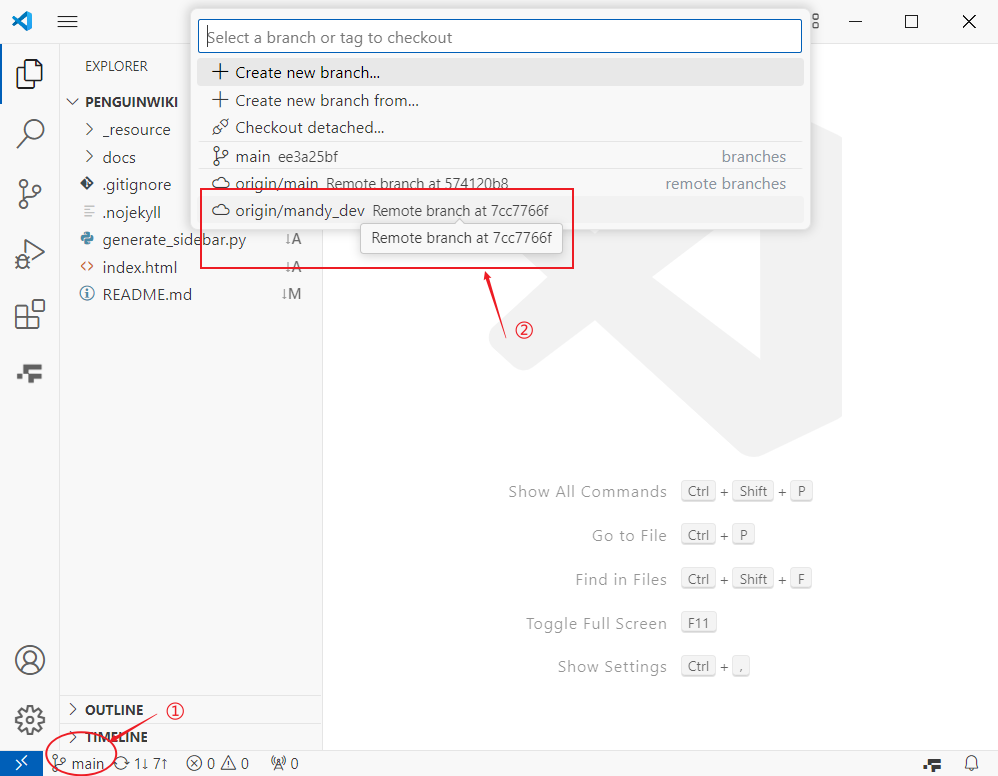 Select a branch or tag to checkout
Create new branch...
Create new branch from...
Checkout detached...
main ee3a25bf branches
origin/main Remote branch at 574120b8 remote branches
origin/mandy_dev Remote branch at 7cc7766f
Remote branch at 7cc7766f
EXPLORER
PENGUINWIKI
_resource
docs
.gitignore
.nojekyll
generate_sidebar.py ↓A
index.html ↓A
README.md ↓M
②
Show All Commands Ctrl + Shift + P
Go to File Ctrl + P
Find in Files Ctrl + Shift + F
Toggle Full Screen F11
Show Settings Ctrl + ,
OUTLINE ①
TIMELINE
main 1↓ 7↑ 0 0 0